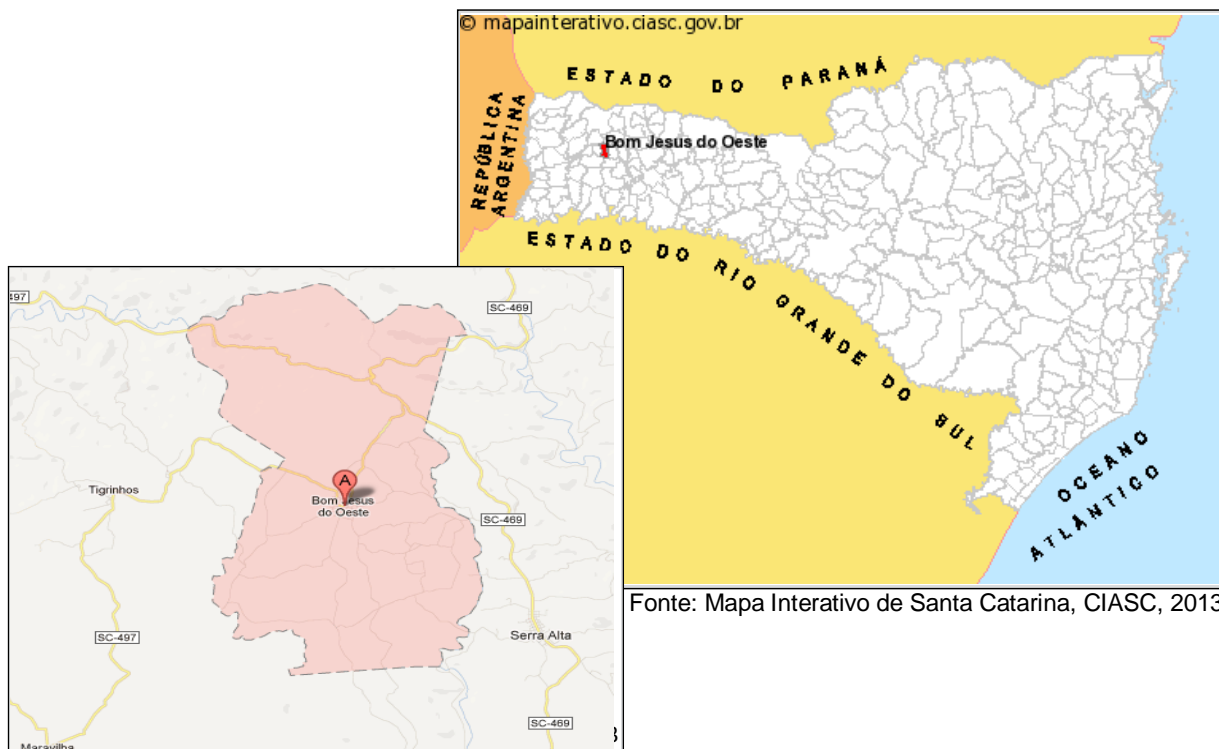 © mapainterativo.ciasc.gov.br
ESTADO DO PARANÁ
REPÚBLICA
ARGENTINA
Bom Jesus do Oeste
ESTADO DO RIO GRANDE DO SUL
OCEANO
ATLÂNTICO
Fonte: Mapa Interativo de Santa Catarina, CIASC, 2013
497
SC-469
A
Tigrinhos
Bom Jesus
do Oeste
SC-469
SC-497
Serra Alta
SC-469
Maravilha